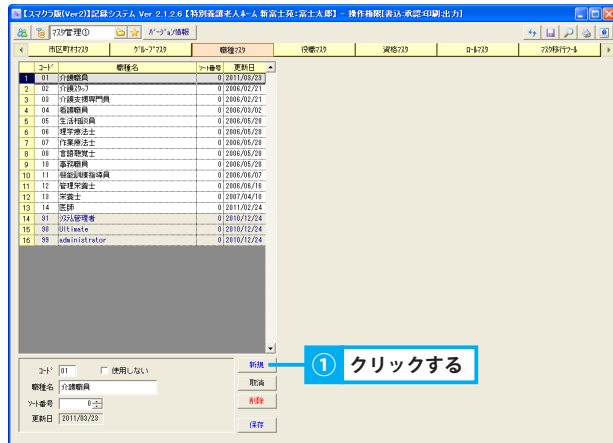 【スマクラ版(Ver2)】記録システム Ver 2.1.2.6 【特別養護老人ホーム 新富士苑:富士太郎】 - 操作権限[書込:承認:印刷:出力]
マスタ管理① バージョン情報
市区町村マスタ グループマスタ 職種マスタ 役職マスタ 資格マスタ ロールマスタ マスタ移行ツール
コード 職種名 ソート番号 更新日
1 01 介護職員 0 2011/03/23
2 02 介護スタッフ 0 2006/02/21
3 03 介護支援専門員 0 2006/02/21
4 04 看護職員 0 2006/03/02
5 05 生活相談員 0 2006/05/28
6 06 理学療法士 0 2006/05/28
7 07 作業療法士 0 2006/05/28
8 08 言語聴覚士 0 2006/05/28
9 10 事務職員 0 2006/05/28
10 11 機能訓練指導員 0 2006/06/07
11 12 管理栄養士 0 2006/06/16
12 13 栄養士 0 2007/04/10
13 14 医師 0 2011/02/24
14 91 システム管理者 0 2010/12/24
15 98 Ultimate 0 2010/12/24
16 99 administrator 0 2010/12/24
コード 01 使用しない
職種名 介護職員
ソート番号 0
更新日 2011/03/23
新規
取消
削除
保存
① クリックする